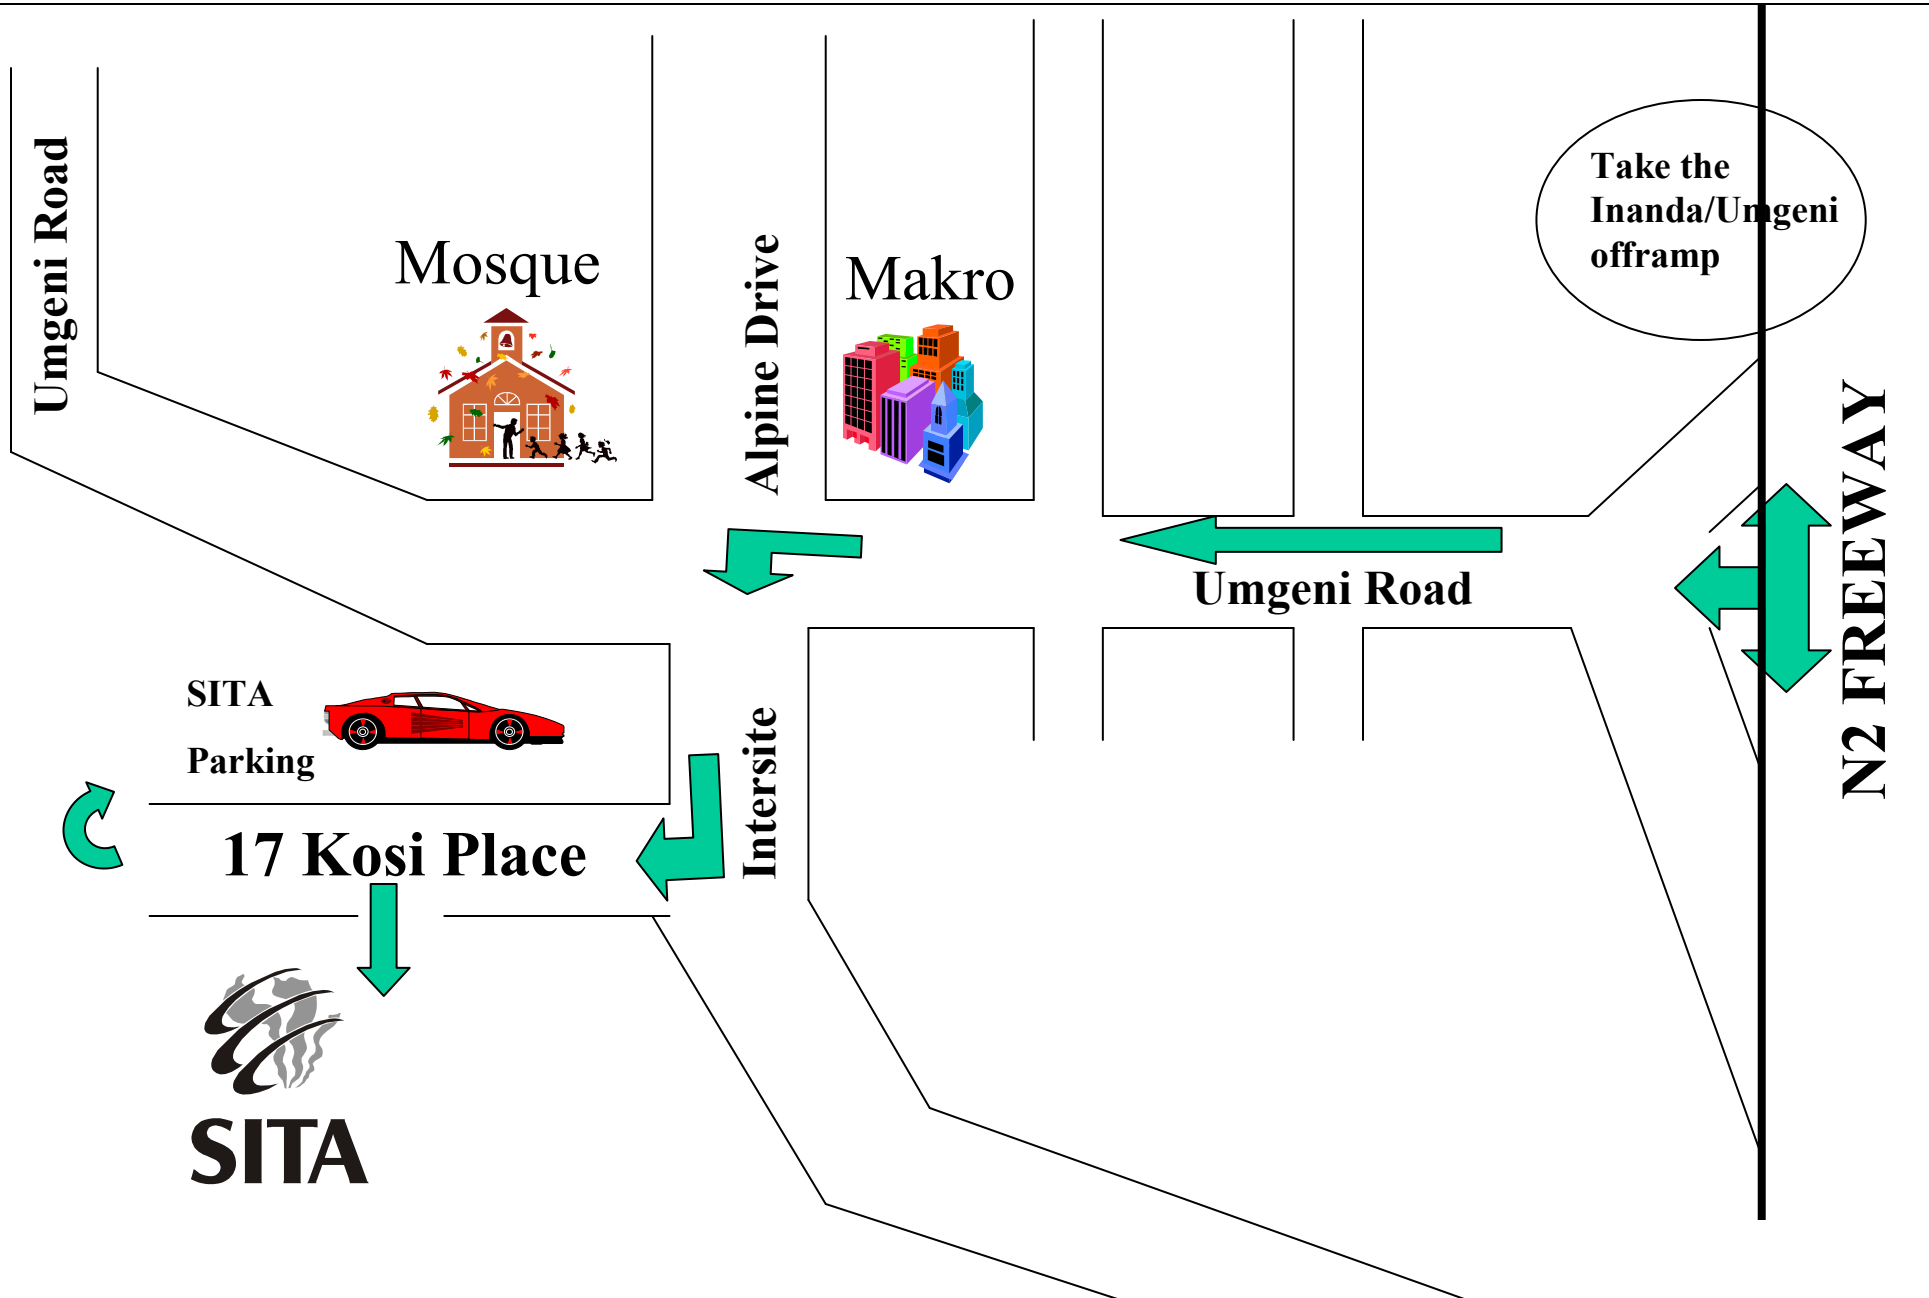 Umgeni Road
Mosque
Alpine Drive
Makro
Take the
Inanda/Umgeni
offramp
N2 FREEWAY
Umgeni Road
SITA
Parking
Intersite
17 Kosi Place
SITA